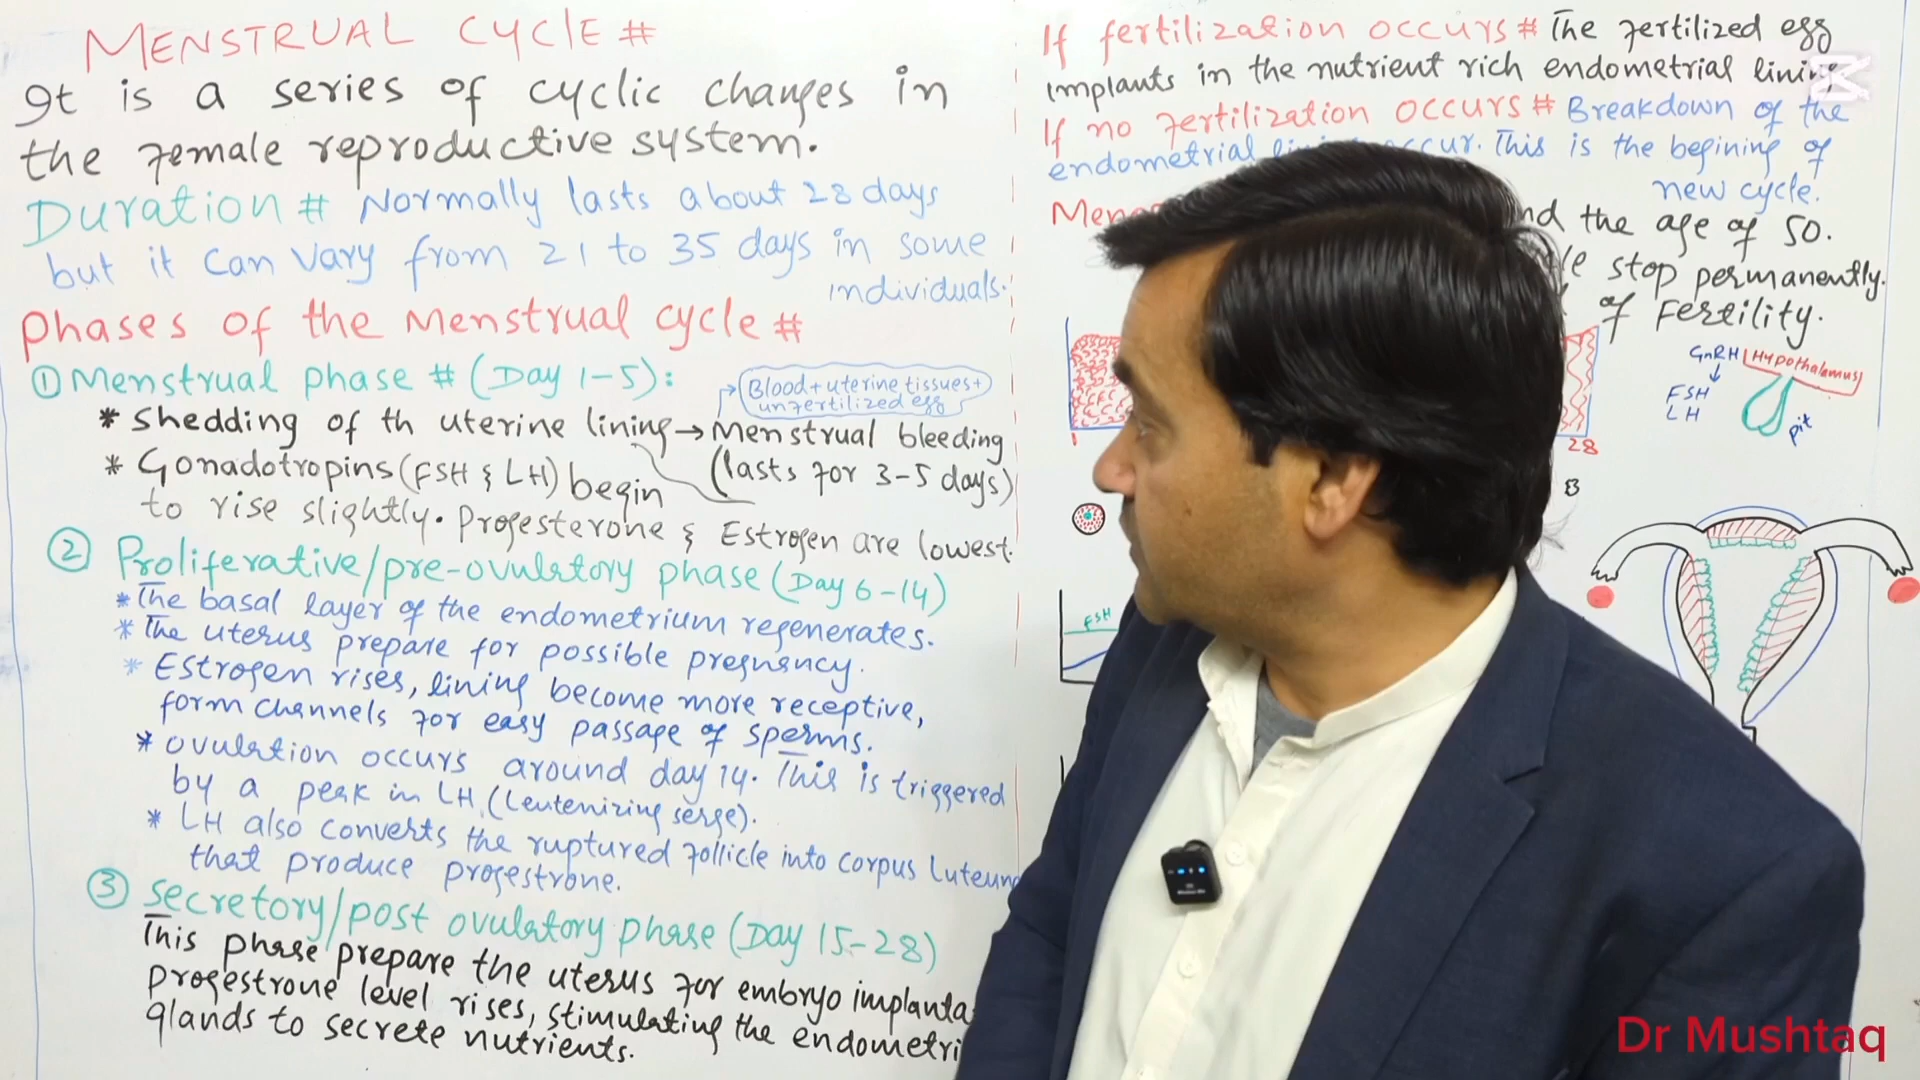 MENSTRUAL CYCLE #
It is a series of cyclic changes in
the female reproductive system.
Duration # Normally lasts about 28 days
but it can vary from 21 to 35 days in some
individuals.
Phases of the Menstrual cycle #
① Menstrual phase # (Day 1-5):
Blood + uterine tissues +
unfertilized egg
* Shedding of th uterine lining → Menstrual bleeding
(lasts for 3-5 days)
* Gonadotropins (FSH & LH) begin
to rise slightly. Progesterone & Estrogen are lowest.
② Proliferative/pre-ovulatory phase (Day 6-14)
* The basal layer of the endometrium regenerates.
* The uterus prepare for possible pregnancy.
* Estrogen rises, lining become more receptive,
form channels for easy passage of sperms.
* ovulation occurs around day 14. This is triggered
by a peak in LH. (Leutenizing serge).
* LH also converts the ruptured follicle into corpus Luteum
that produce progestrone.
③ Secretory/post ovulatory phase (Day 15-28)
This phase prepare the uterus for embryo implanta
progestrone level rises, stimulating the endometri
glands to secrete nutrients.
If fertilization occurs # The fertilized egg
implants in the nutrient rich endometrial lining
If no fertilization occurs # Breakdown of the
endometrial occur. This is the begining of
new cycle.
Meno nd the age of 50.
le stop permanently.
of Fertility.
GnRH Hypothalamus
FSH
LH
pit
1 28
B
FSH
Dr Mushtaq